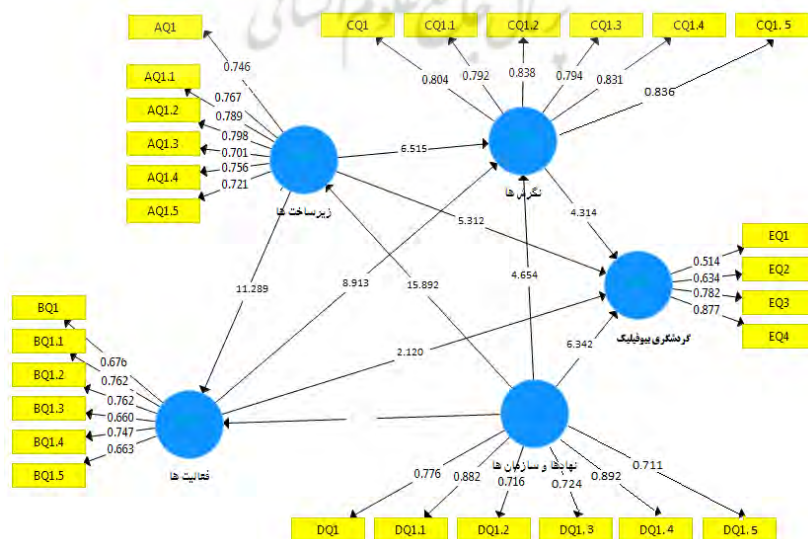 پرتال جامع علوم انسانی
AQ1
CQ1 CQ1.1 CQ1.2 CQ1.3 CQ1.4 CQ1.5
0.746
0.804 0.792 0.838 0.794 0.831 0.836
AQ1.1
AQ1.2
AQ1.3
AQ1.4
AQ1.5
0.767
0.789
0.798
0.701
0.756
0.721
زیرساخت ها
6.515
نگرش ها
5.312
4.314
11.289
8.913
15.892
4.654
2.120
6.342
EQ1
EQ2
EQ3
EQ4
0.514
0.634
0.782
0.877
گردشگری بیوفیلیک
BQ1
BQ1.1
BQ1.2
BQ1.3
BQ1.4
BQ1.5
0.676
0.762
0.762
0.660
0.747
0.663
فعالیت ها
نهادها و سازمان ها
0.776 0.882 0.716 0.724 0.892 0.711
DQ1 DQ1.1 DQ1.2 DQ1.3 DQ1.4 DQ1.5